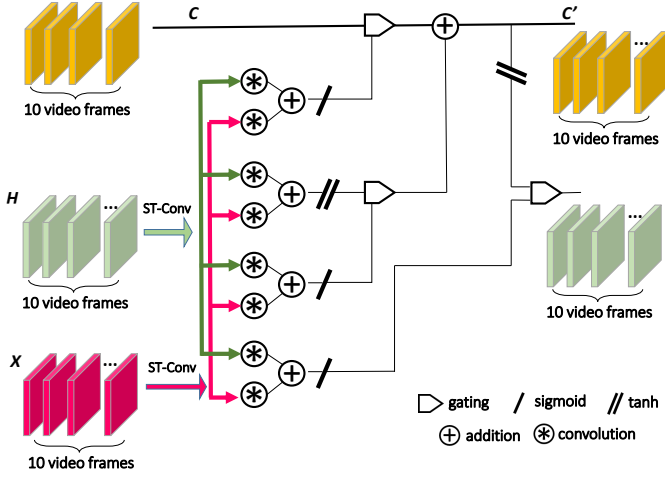 C
C'
...
...
10 video frames
10 video frames
H
ST-Conv
...
...
10 video frames
10 video frames
X
ST-Conv
...
10 video frames
gating
sigmoid
tanh
addition
convolution